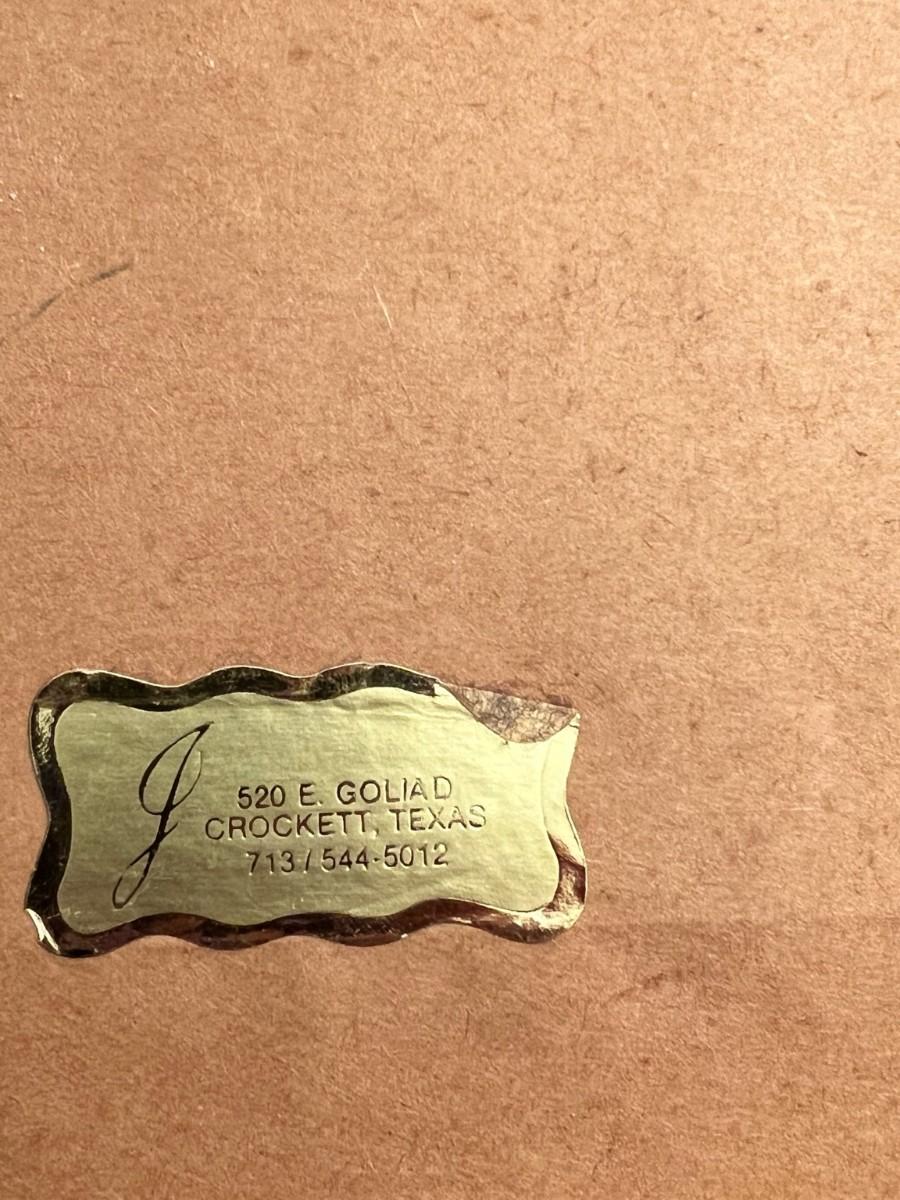 J
520 E. GOLIAD
CROCKETT, TEXAS
713/544-5012